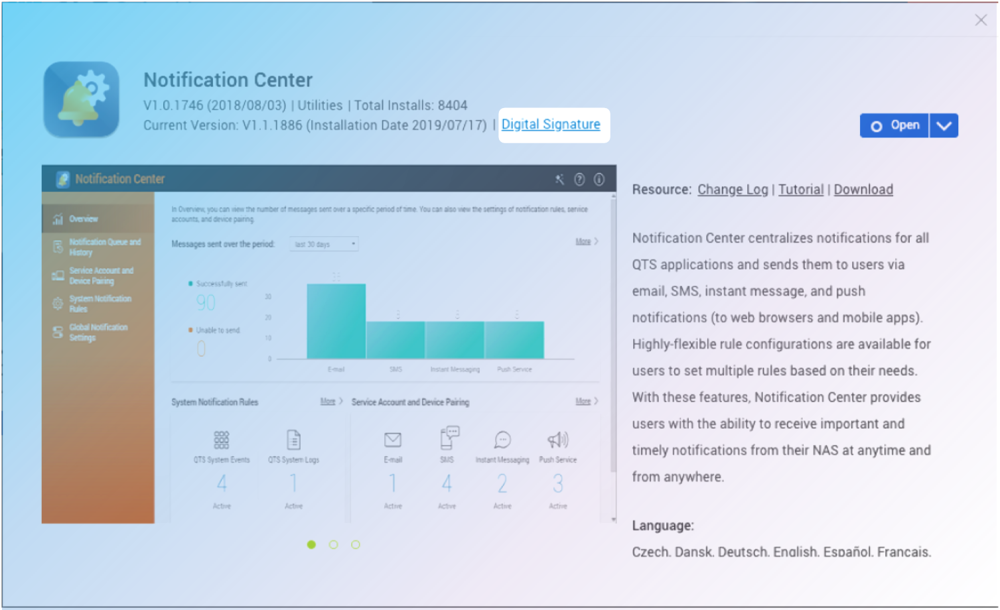 Notification Center
V1.0.1746 (2018/08/03) | Utilities | Total Installs: 8404
Current Version: V1.1.1886 (Installation Date 2019/07/17) | Digital Signature
Open
Notification Center
Overview
Notification Queue and
History
Service Account and
Device Pairing
System Notification
Rules
Global Notification
Settings
In Overview, you can view the number of messages sent over a specific period of time. You can also view the settings of notification rules, service
accounts, and device pairing.
Messages sent over the period: last 30 days More
Successfully sent
90
Unable to send
0
30
20
10
0
E-mail SMS Instant Messaging Push Service
System Notification Rules More
QTS System Events QTS System Logs
4 1
Active Active
Service Account and Device Pairing More
E-mail SMS Instant Messaging Push Service
1 4 2 3
Active Active Active Active
Resource: Change Log | Tutorial | Download
Notification Center centralizes notifications for all
QTS applications and sends them to users via
email, SMS, instant message, and push
notifications (to web browsers and mobile apps).
Highly-flexible rule configurations are available for
users to set multiple rules based on their needs.
With these features, Notification Center provides
users with the ability to receive important and
timely notifications from their NAS at anytime and
from anywhere.
Language:
Czech, Dansk, Deutsch, English, Español, Francais,